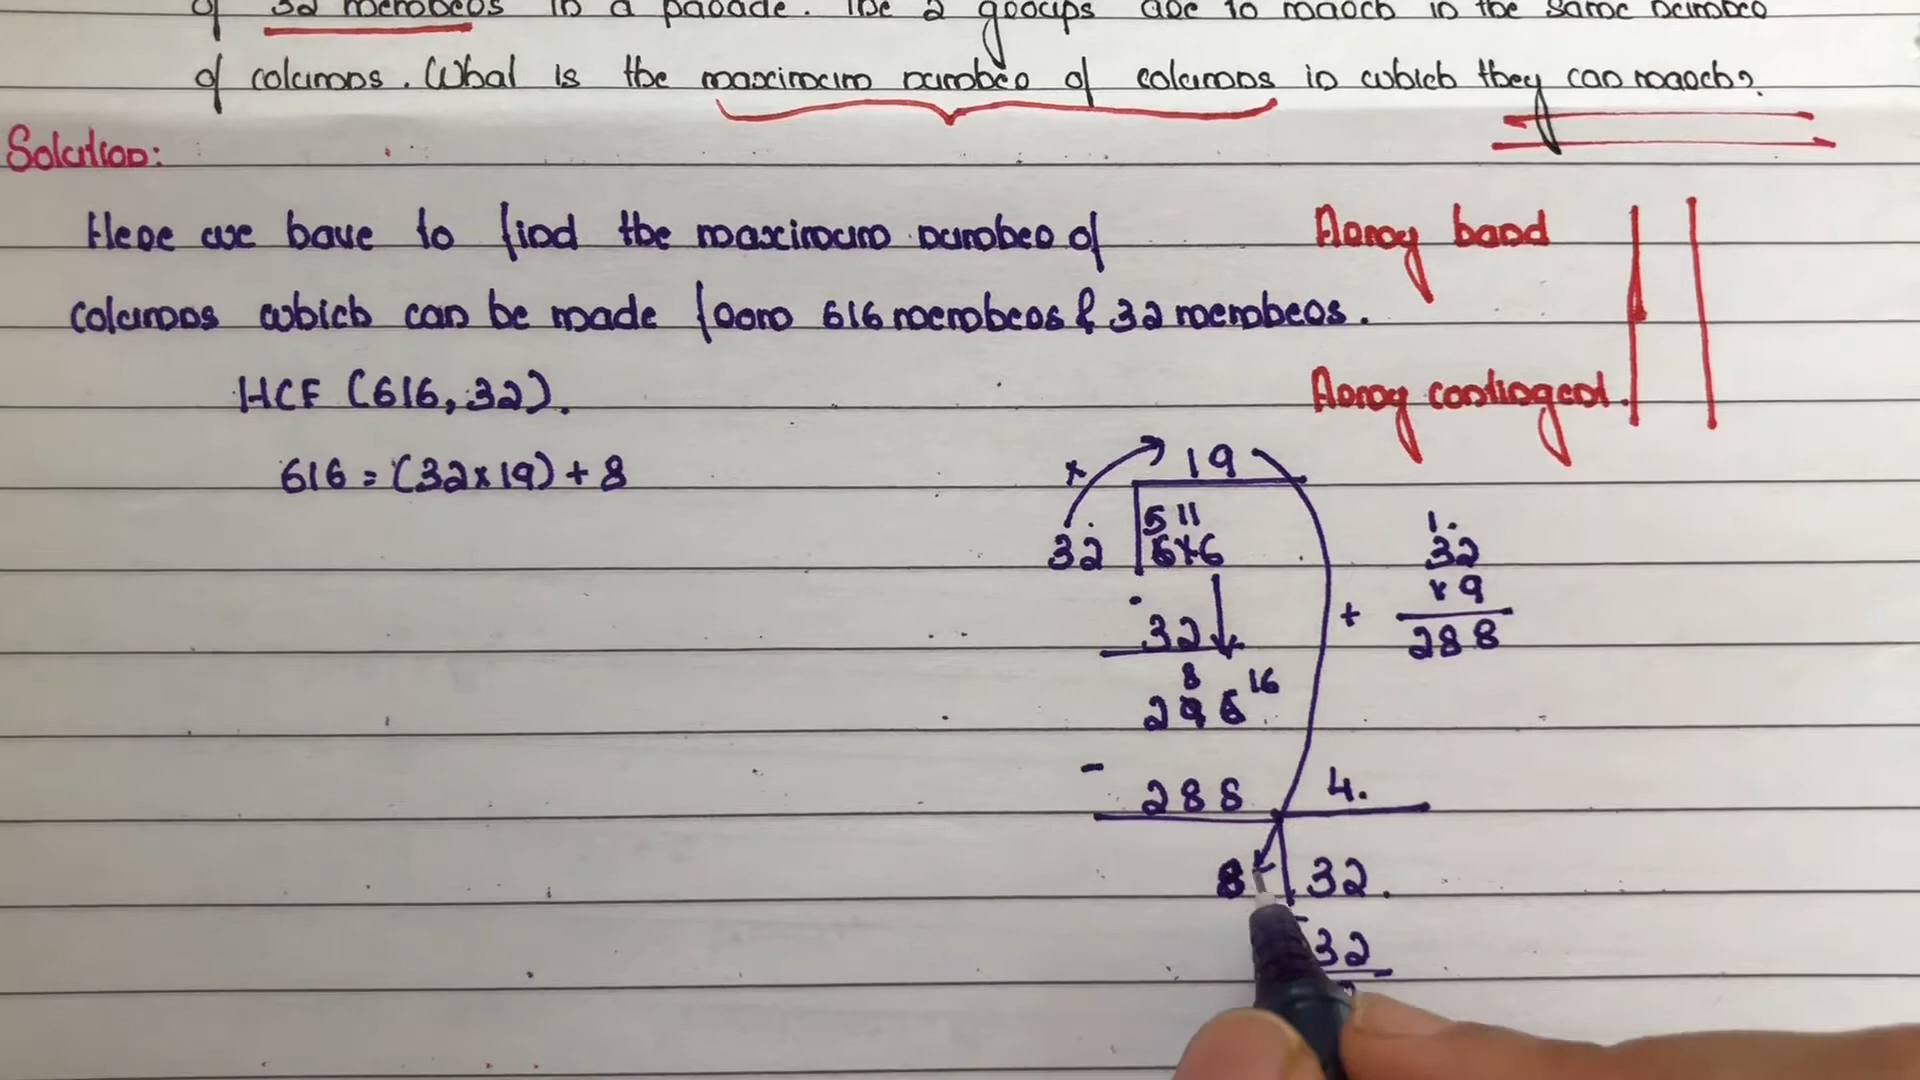 of 32 members in a parade. The 2 groups are to march in the same number
of columns. What is the maximum number of columns in which they can march?
Solution:
Here we have to find the maximum number of
columns which can be made from 616 members & 32 members.
Army band
Army contingent.
HCF (616, 32).
616 = (32 x 19) + 8
x 19
5 11
32 616
32
8 16
296
- 288
1
32
x 9
288
+
4.
8 32.
- 32